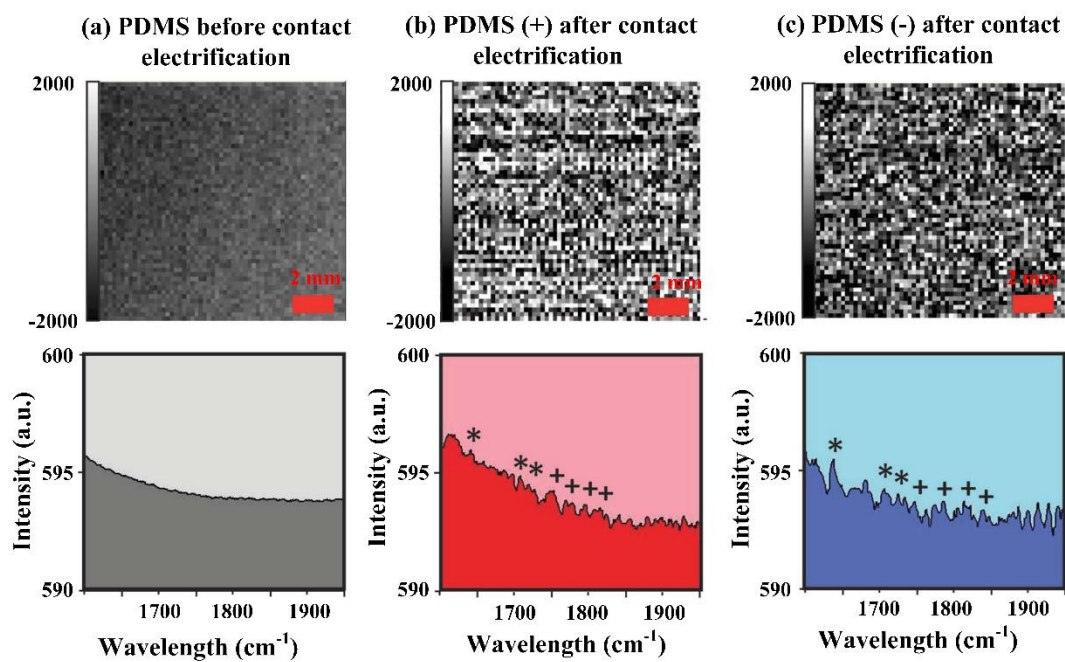 (a) PDMS before contact
electrification
(b) PDMS (+) after contact
electrification
(c) PDMS (-) after contact
electrification
2000
2 mm
-2000
2000
2 mm
-2000
2000
2 mm
-2000
600
595
590
Intensity (a.u.)
1700 1800 1900
Wavelength (cm-1)
600
595
590
Intensity (a.u.)
* * * + + + +
1700 1800 1900
Wavelength (cm-1)
600
595
590
Intensity (a.u.)
* * * + + + +
1700 1800 1900
Wavelength (cm-1)